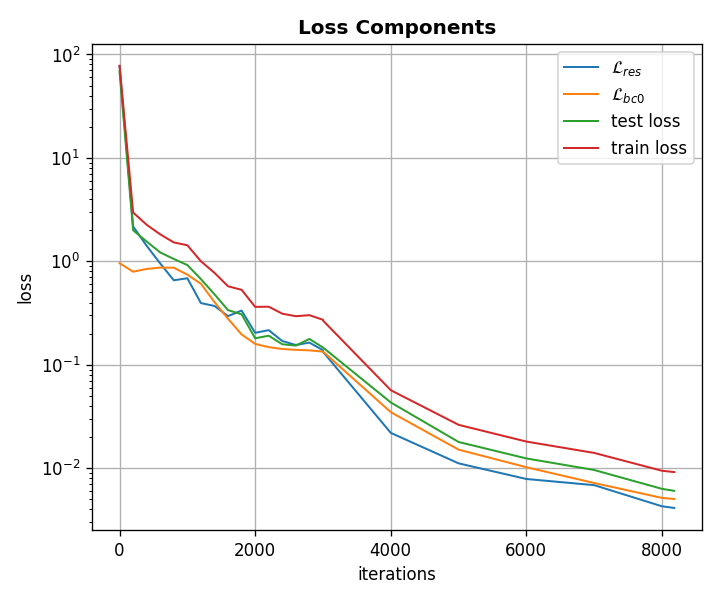 Loss Components
10²
10¹
10⁰
10⁻¹
10⁻²
loss
ℒ_res
ℒ_bc0
test loss
train loss
0
2000
4000
6000
8000
iterations